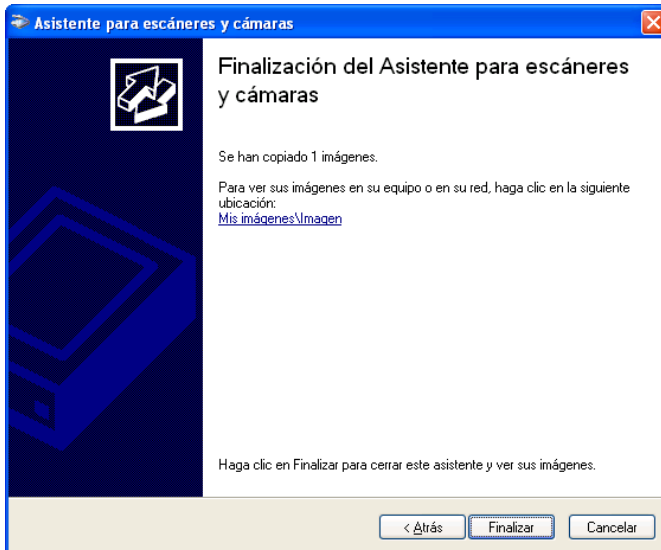 Asistente para escáneres y cámaras
Finalización del Asistente para escáneres
y cámaras
Se han copiado 1 imágenes.
Para ver sus imágenes en su equipo o en su red, haga clic en la siguiente
ubicación:
Mis imágenes\Imagen
Haga clic en Finalizar para cerrar este asistente y ver sus imágenes.
< Atrás Finalizar Cancelar